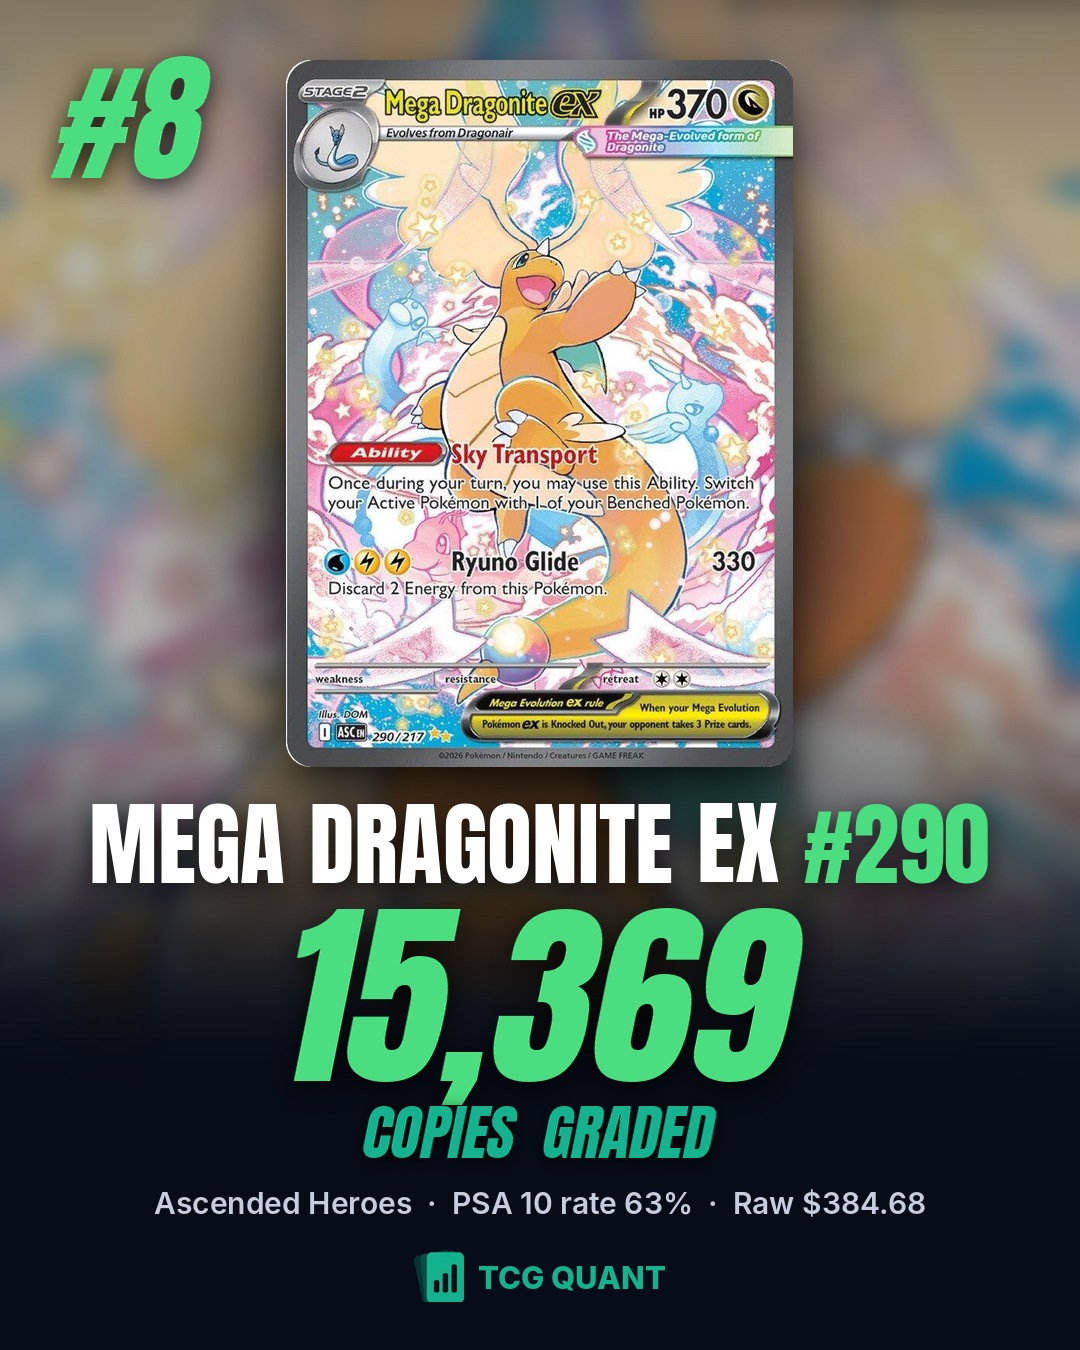 #8
STAGE2
Mega Dragonite ex
HP 370
Evolves from Dragonair
The Mega-Evolved form of
Dragonite
Ability Sky Transport
Once during your turn, you may use this Ability. Switch
your Active Pokémon with 1 of your Benched Pokémon.
Ryuno Glide 330
Discard 2 Energy from this Pokémon.
weakness resistance retreat
Mega Evolution ex rule When your Mega Evolution
Pokémon ex is Knocked Out, your opponent takes 3 Prize cards.
Illus. DOM
I ASC EN 290/217
©2026 Pokémon / Nintendo / Creatures / GAME FREAK
MEGA DRAGONITE EX #290
15,369
COPIES GRADED
Ascended Heroes · PSA 10 rate 63% · Raw $384.68
TCG QUANT